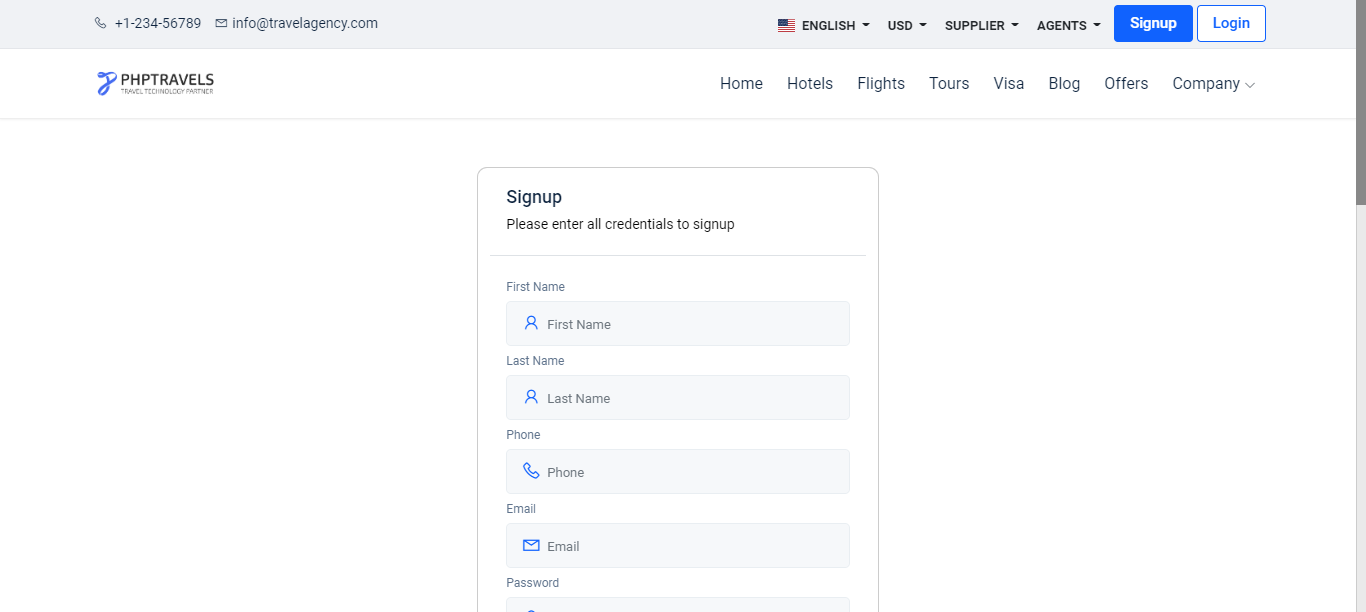 +1-234-56789 info@travelagency.com ENGLISH USD SUPPLIER AGENTS Signup Login
PHPTRAVELS
TRAVEL TECHNOLOGY PARTNER
Home Hotels Flights Tours Visa Blog Offers Company
Signup
Please enter all credentials to signup
First Name
First Name
Last Name
Last Name
Phone
Phone
Email
Email
Password